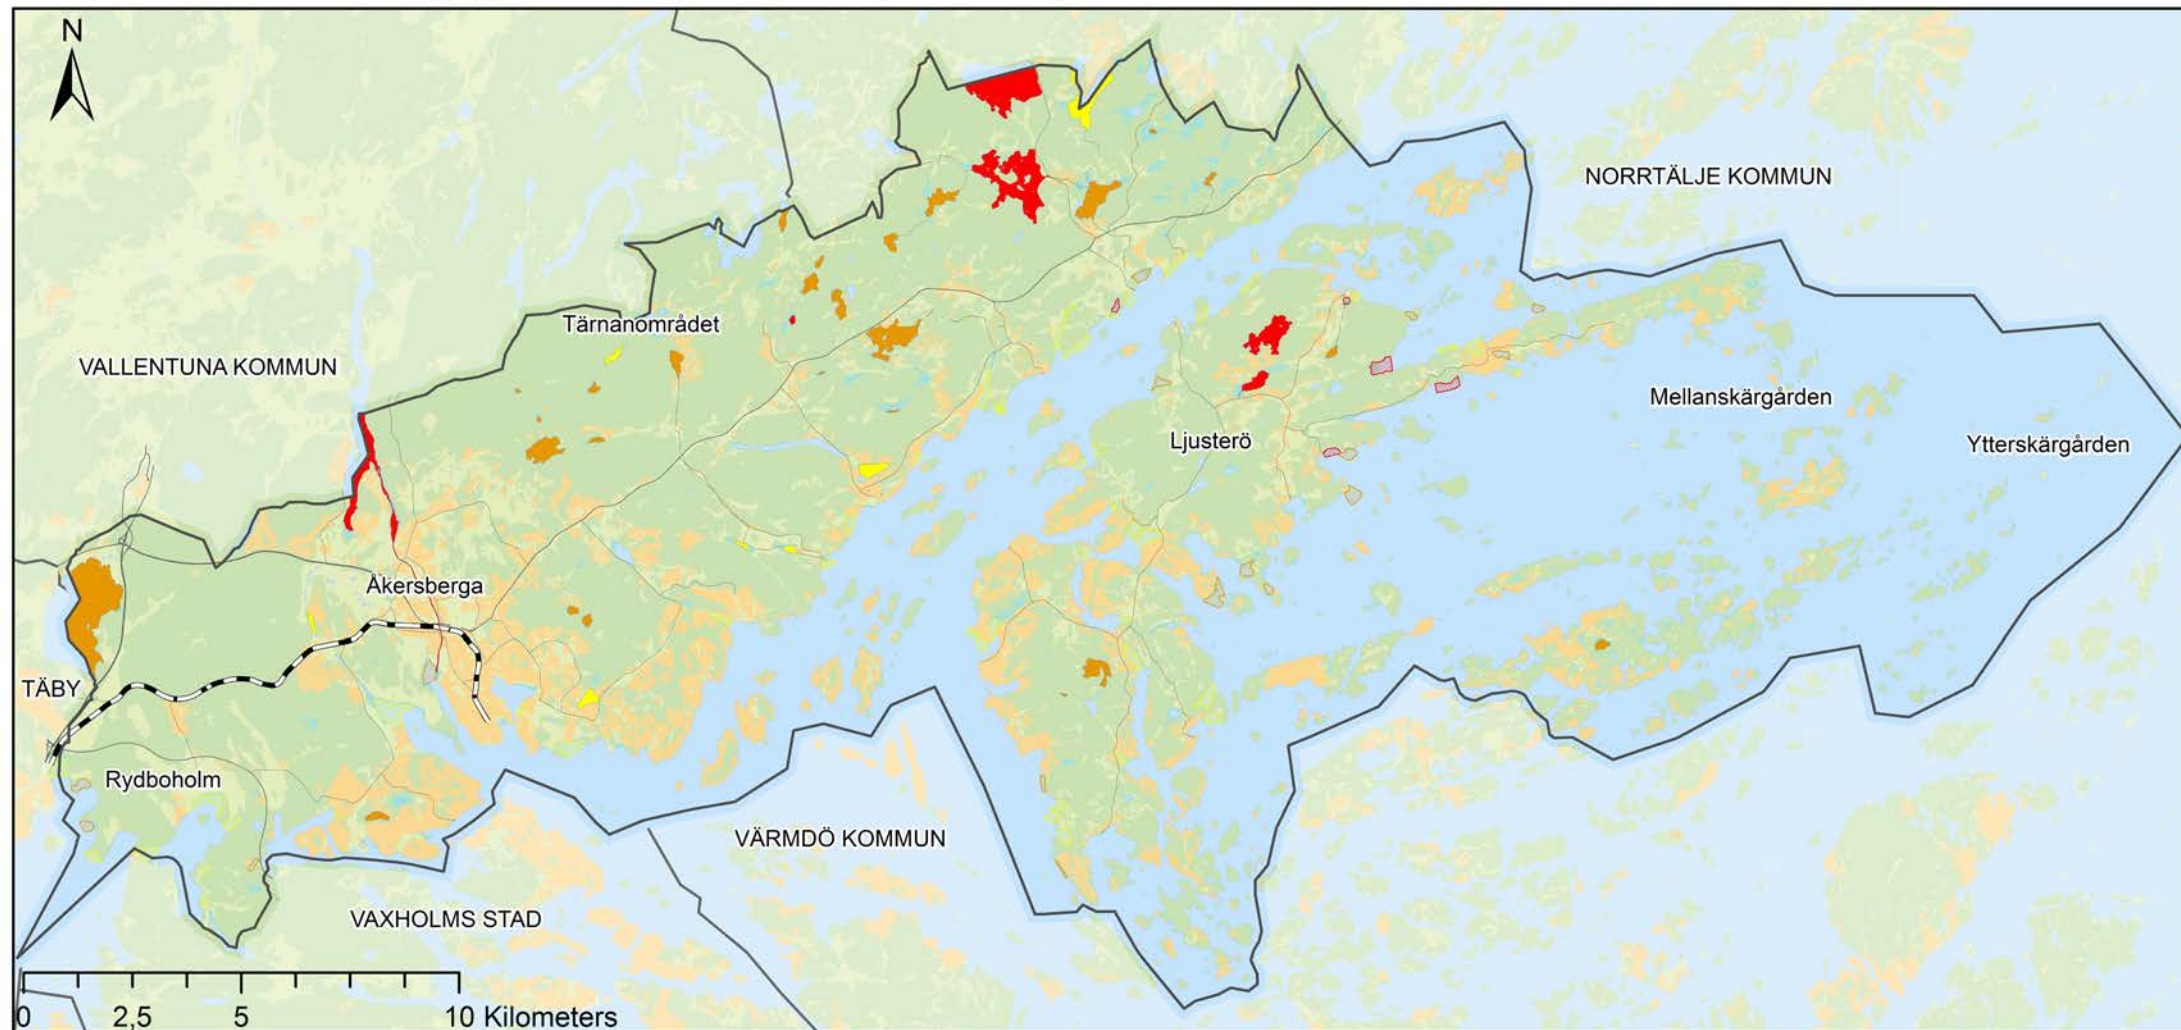 N
NORRTÄLJE KOMMUN
Tärnanområdet
VALLENTUNA KOMMUN
Mellanskärgården
Ljusterö
Ytterskärgården
Åkersberga
TÄBY
Rydboholm
VÄRMDÖ KOMMUN
VAXHOLMS STAD
0 2,5 5 10 Kilometers